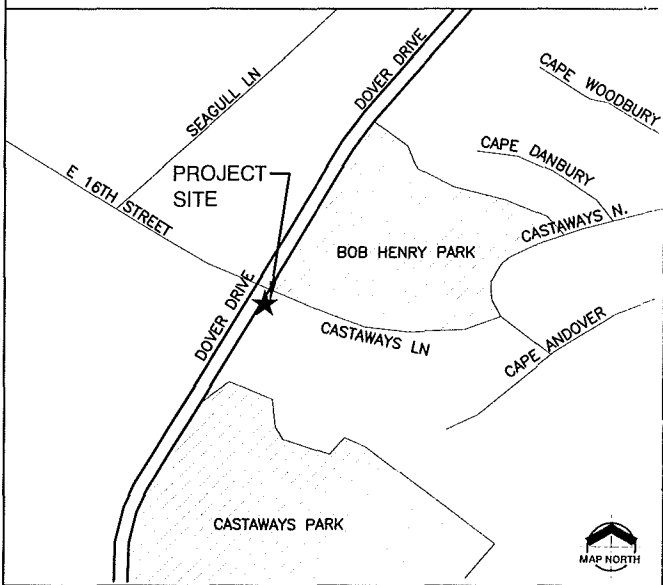 DOVER DRIVE
SEAGULL LN
CAPE WOODBURY
CAPE DANBURY
PROJECT
SITE
E 16TH STREET
CASTAWAYS N.
BOB HENRY PARK
DOVER DRIVE
CASTAWAYS LN
CAPE ANDOVER
CASTAWAYS PARK
MAP NORTH